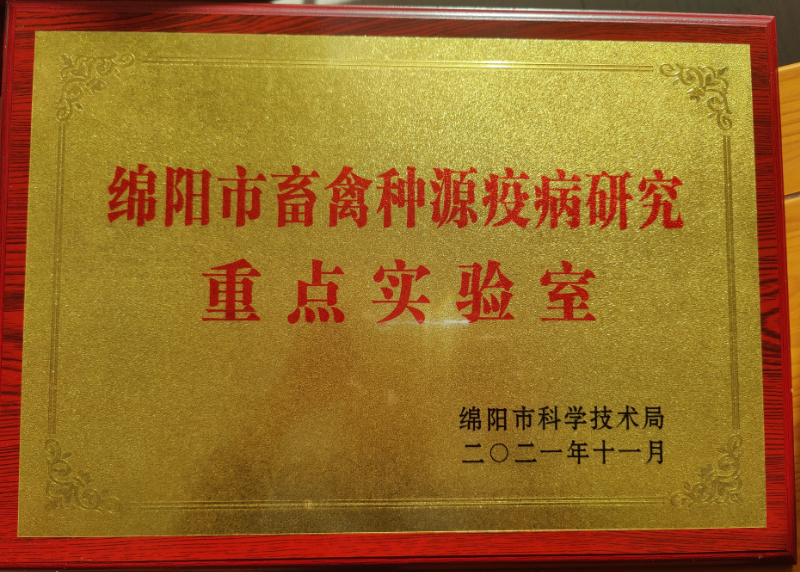 绵阳市畜禽种源疫病研究
重点实验室
绵阳市科学技术局
二〇二一年十一月